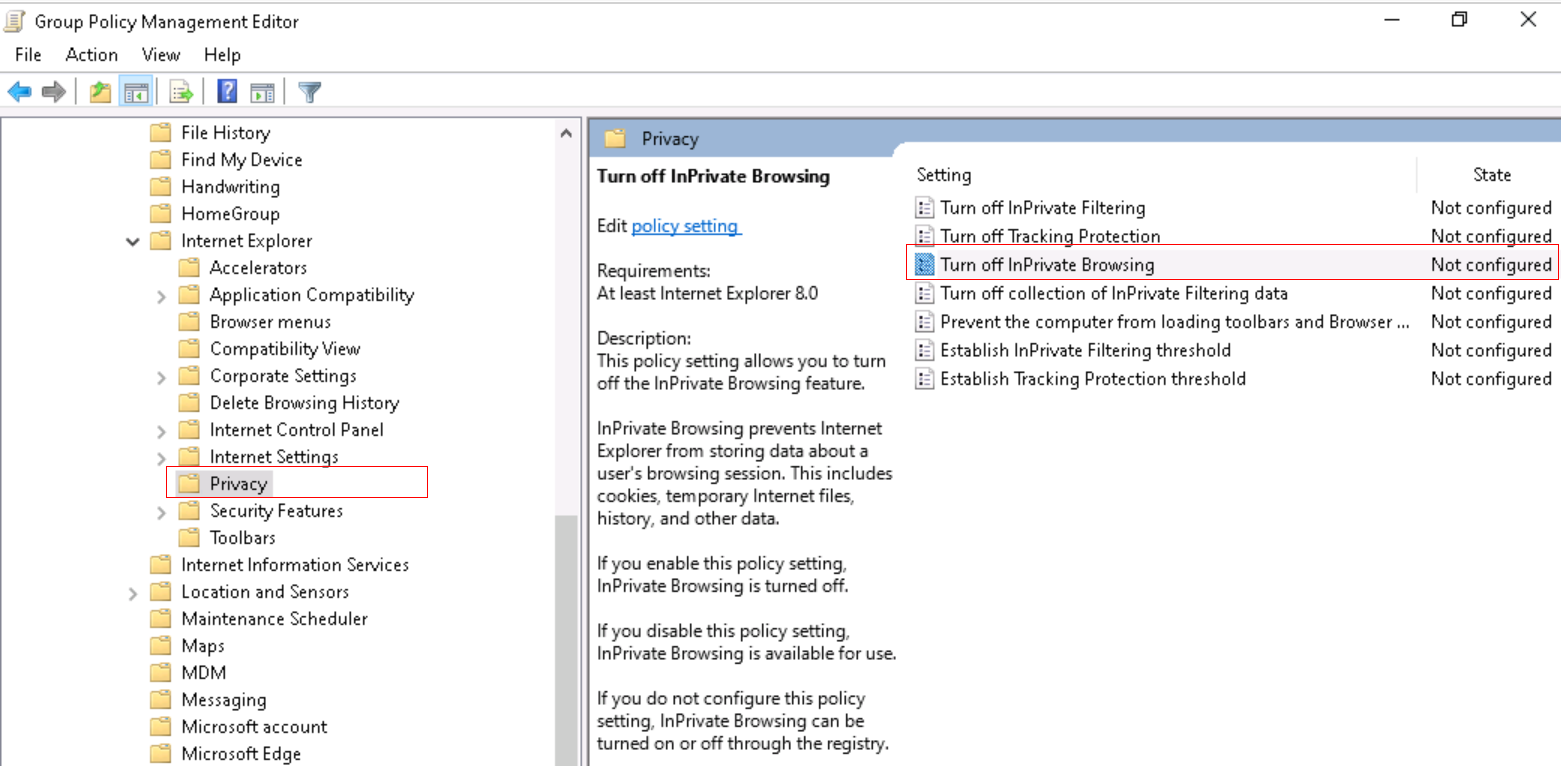 Group Policy Management Editor
File Action View Help
File History
Find My Device
Handwriting
HomeGroup
Internet Explorer
Accelerators
Application Compatibility
Browser menus
Compatibility View
Corporate Settings
Delete Browsing History
Internet Control Panel
Internet Settings
Privacy
Security Features
Toolbars
Internet Information Services
Location and Sensors
Maintenance Scheduler
Maps
MDM
Messaging
Microsoft account
Microsoft Edge
Privacy
Turn off InPrivate Browsing
Edit policy setting
Requirements:
At least Internet Explorer 8.0
Description:
This policy setting allows you to turn
off the InPrivate Browsing feature.
InPrivate Browsing prevents Internet
Explorer from storing data about a
user's browsing session. This includes
cookies, temporary Internet files,
history, and other data.
If you enable this policy setting,
InPrivate Browsing is turned off.
If you disable this policy setting,
InPrivate Browsing is available for use.
If you do not configure this policy
setting, InPrivate Browsing can be
turned on or off through the registry.
Setting State
Turn off InPrivate Filtering Not configured
Turn off Tracking Protection Not configured
Turn off InPrivate Browsing Not configured
Turn off collection of InPrivate Filtering data Not configured
Prevent the computer from loading toolbars and Browser ... Not configured
Establish InPrivate Filtering threshold Not configured
Establish Tracking Protection threshold Not configured